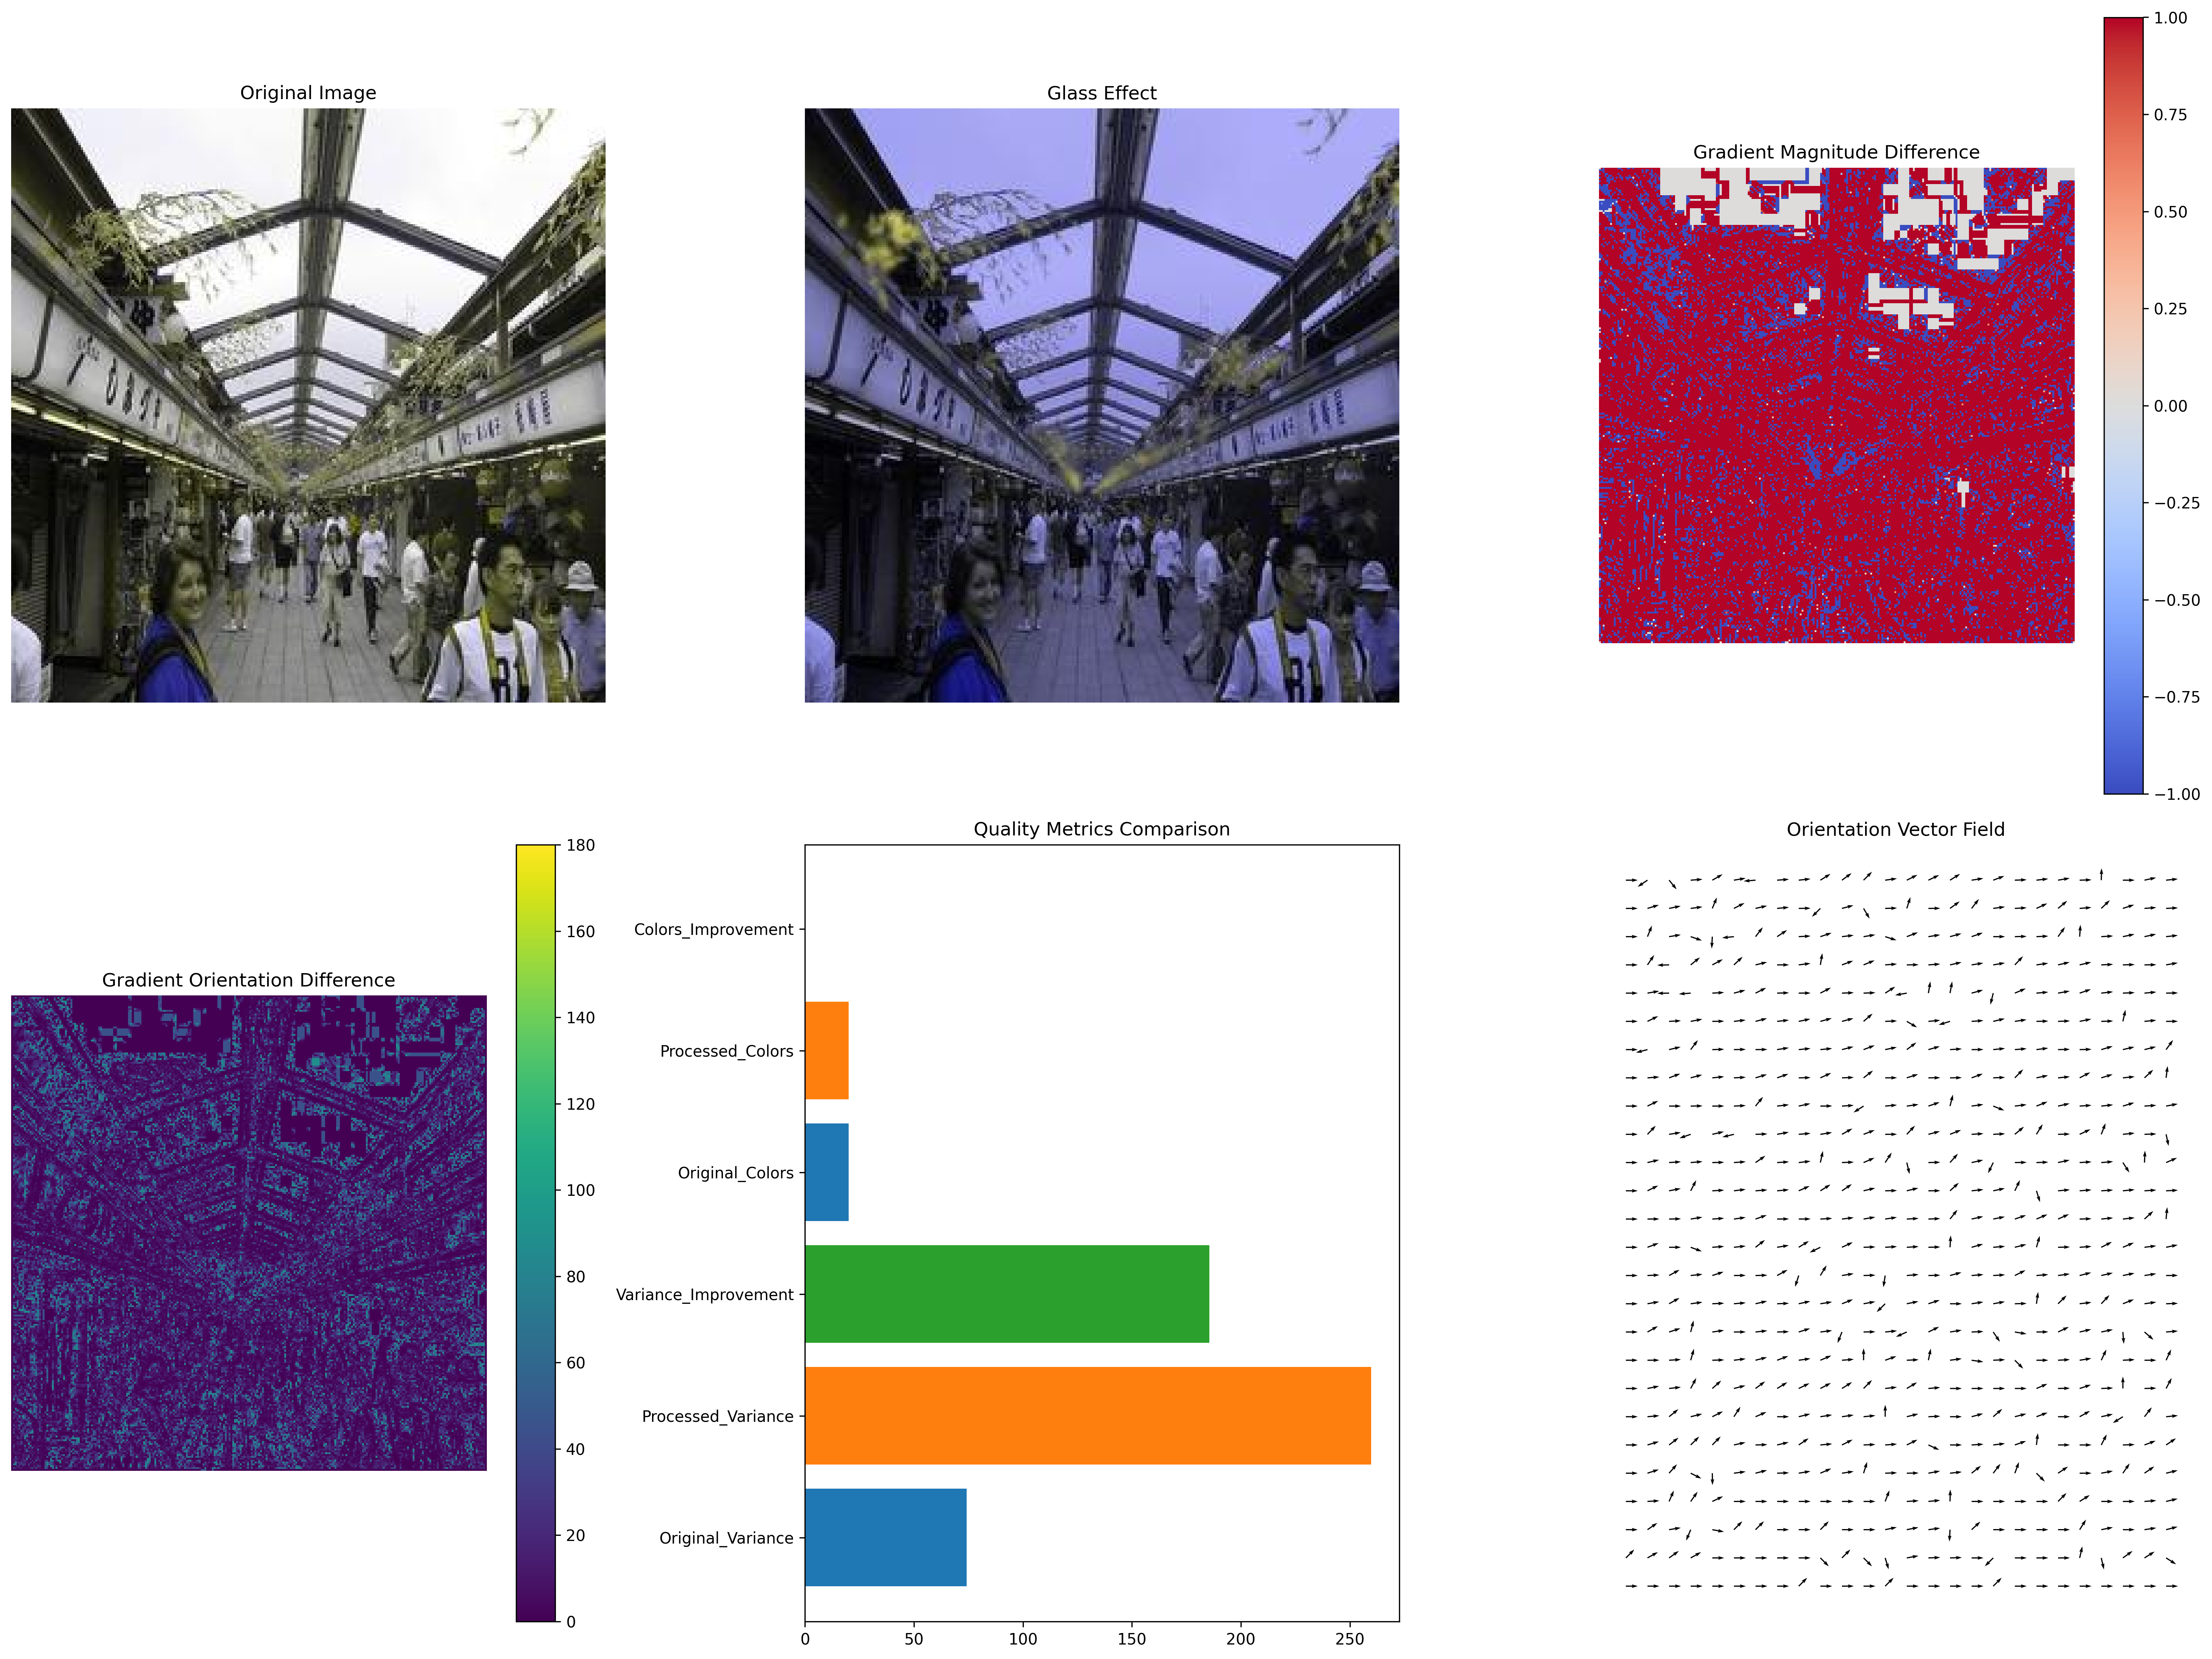 Original Image
Glass Effect
Gradient Magnitude Difference
1.00
0.75
0.50
0.25
0.00
−0.25
−0.50
−0.75
−1.00
Gradient Orientation Difference
180
160
140
120
100
80
60
40
20
0
Quality Metrics Comparison
Colors_Improvement
Processed_Colors
Original_Colors
Variance_Improvement
Processed_Variance
Original_Variance
0 50 100 150 200 250
Orientation Vector Field